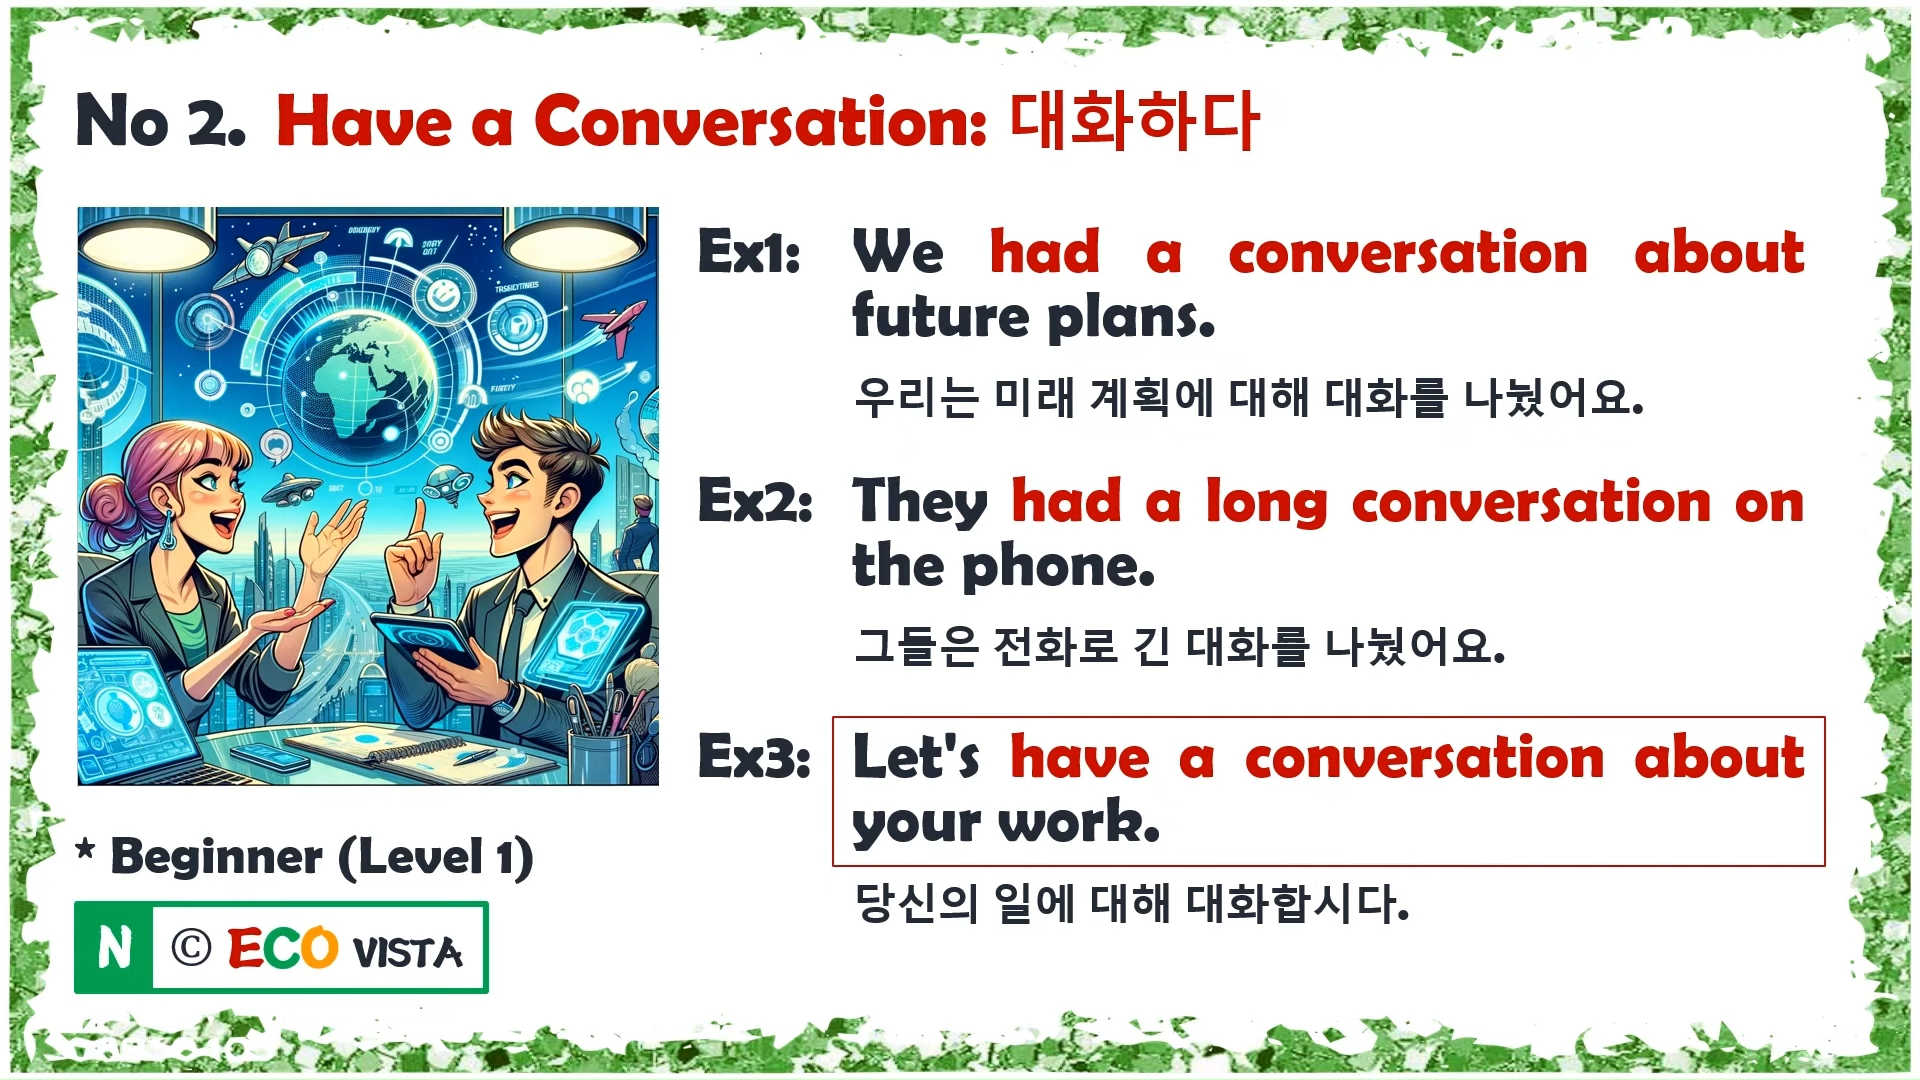 No 2. Have a Conversation: 대화하다
Ex1: We had a conversation about
future plans.
우리는 미래 계획에 대해 대화를 나눴어요.
Ex2: They had a long conversation on
the phone.
그들은 전화로 긴 대화를 나눴어요.
Ex3: Let's have a conversation about
your work.
당신의 일에 대해 대화합시다.
* Beginner (Level 1)
N © ECO VISTA